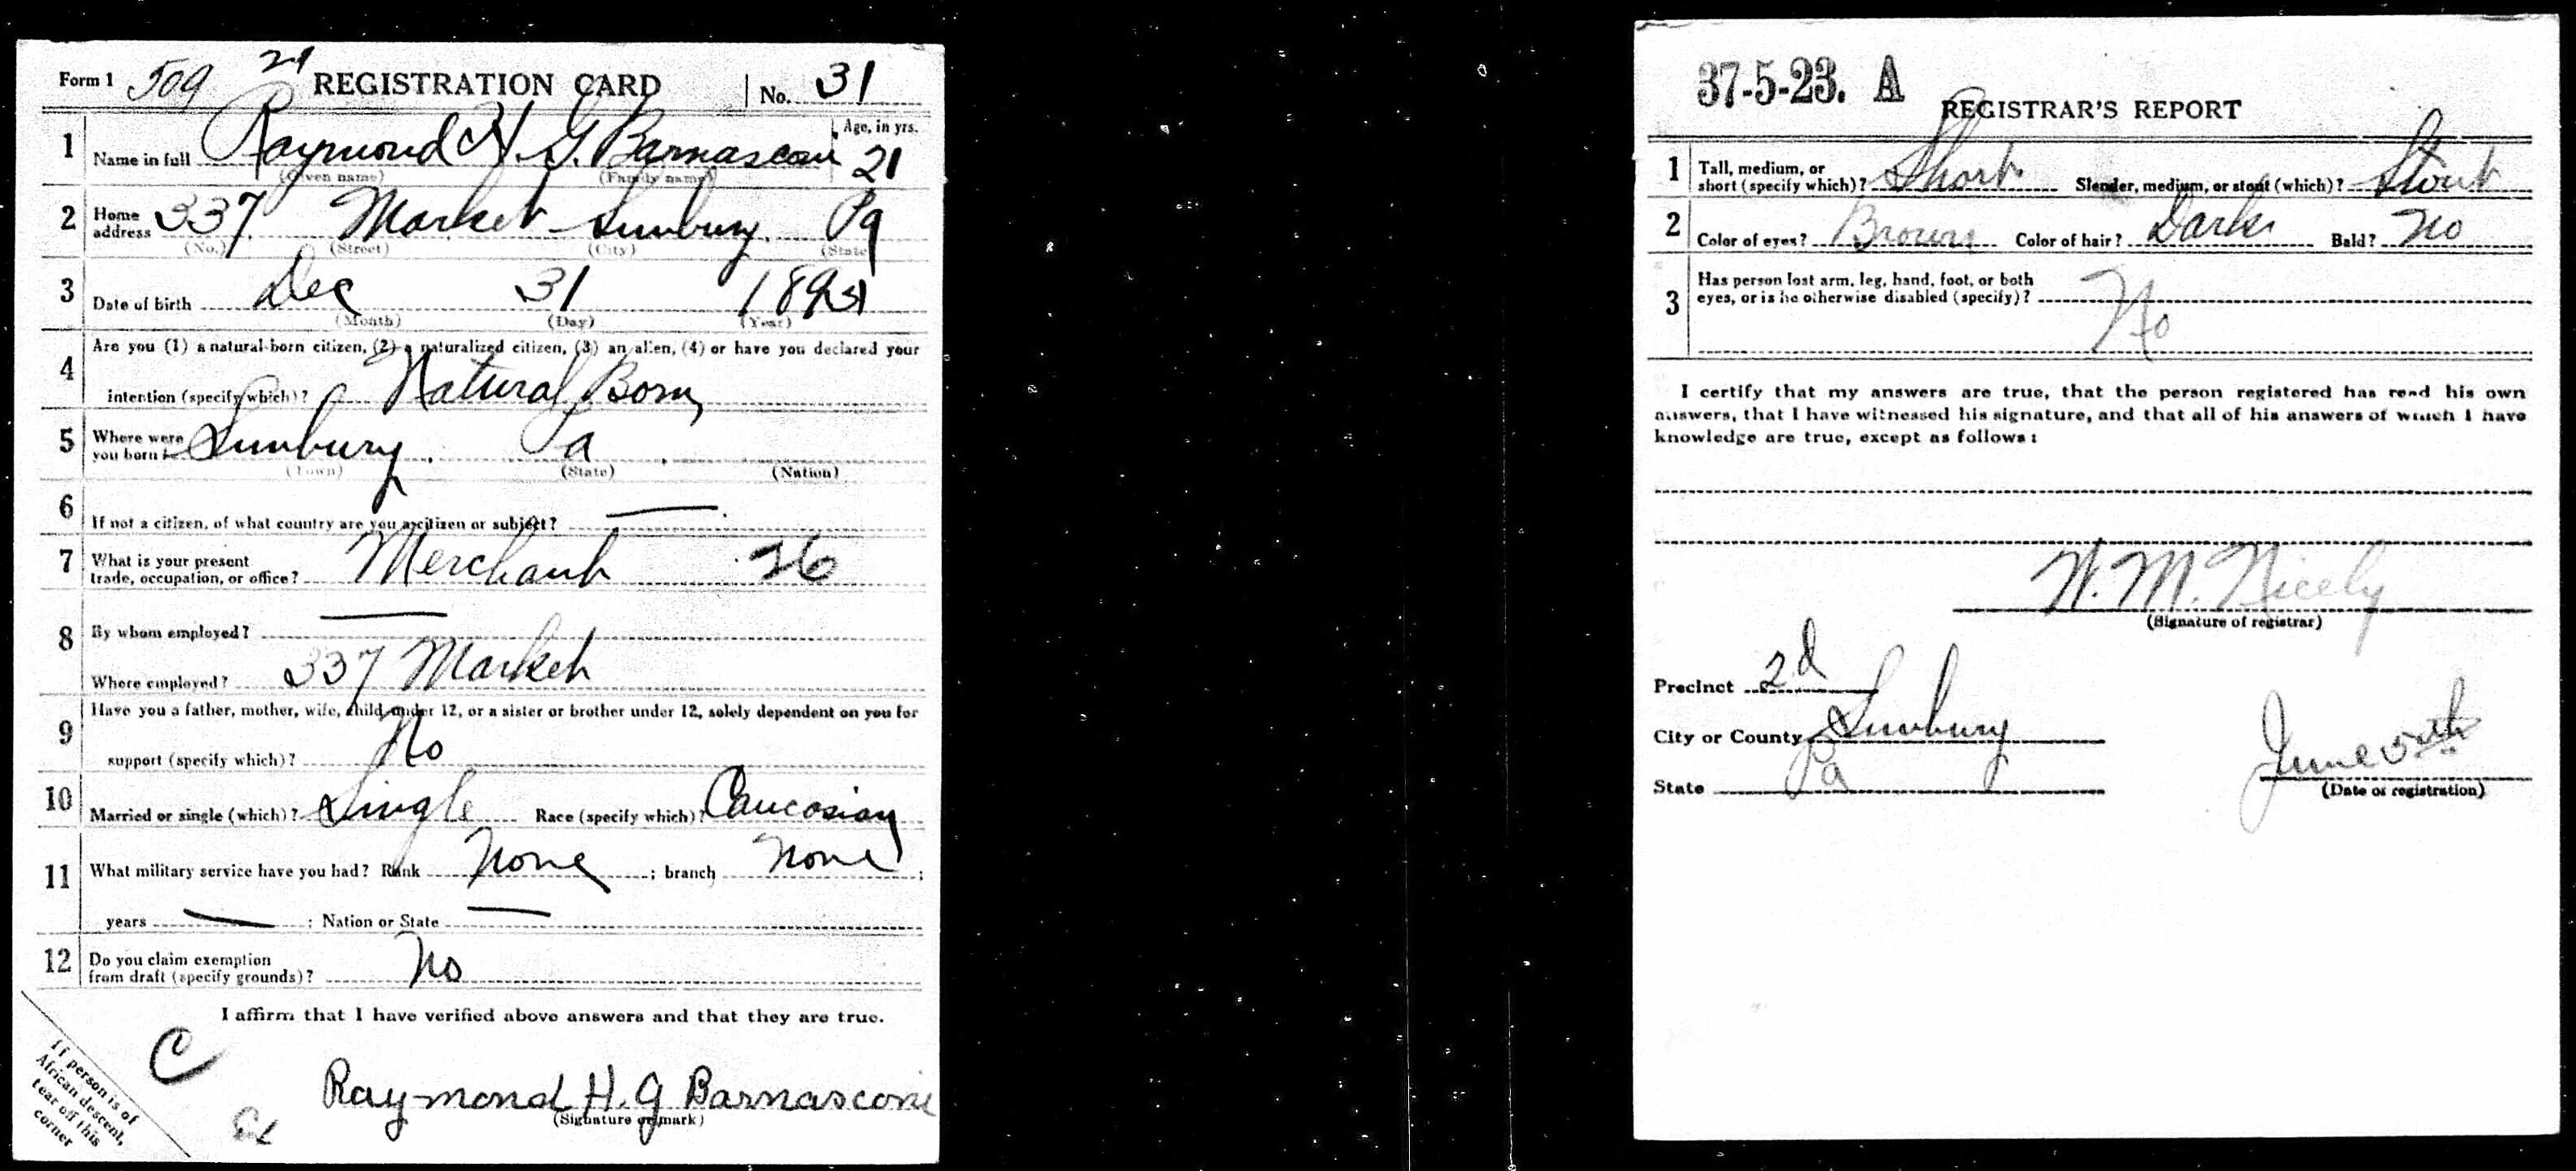 Form 1 509 21 REGISTRATION CARD No. 31
1 Name in full Raymond H. G. Barnasconi Age, in yrs. 21
(Given name) (Family name)
2 Home address 337 Market Sunbury. Pa
(No.) (Street) (City) (State)
3 Date of birth Dec 31 189
(Month) (Day) (Year)
4 Are you (1) a natural-born citizen, (2) a naturalized citizen, (3) an alien, (4) or have you declared your
intention (specify which)? Natural Born,
5 Where were you born? Sunbury. Pa
(Town) (State) (Nation)
6 If not a citizen, of what country are you a citizen or subject? —
7 What is your present
trade, occupation, or office? Merchant 26
8 By whom employed? —
Where employed? 337 Market
9 Have you a father, mother, wife, child under 12, or a sister or brother under 12, solely dependent on you for
support (specify which)? No
10 Married or single (which)? Single Race (specify which)? Caucosian
11 What military service have you had? Rank None ; branch None ;
years — ; Nation or State —
12 Do you claim exemption
from draft (specify grounds)? No
I affirm that I have verified above answers and that they are true.
C
Raymond H. G Barnasconi
(Signature or mark)
If person is of
African descent,
tear off this
corner
37-5-23. A
REGISTRAR'S REPORT
1 Tall, medium, or
short (specify which)? Short Slender, medium, or stout (which)? Stout
2 Color of eyes? Brown Color of hair? Dark Bald? No
3 Has person lost arm, leg, hand, foot, or both
eyes, or is he otherwise disabled (specify)? No
I certify that my answers are true, that the person registered has read his own
answers, that I have witnessed his signature, and that all of his answers of which I have
knowledge are true, except as follows:
W. M. Nicely
(Signature of registrar)
Precinct 2d
City or County Sunbury
State Pa
June 5th
(Date of registration)